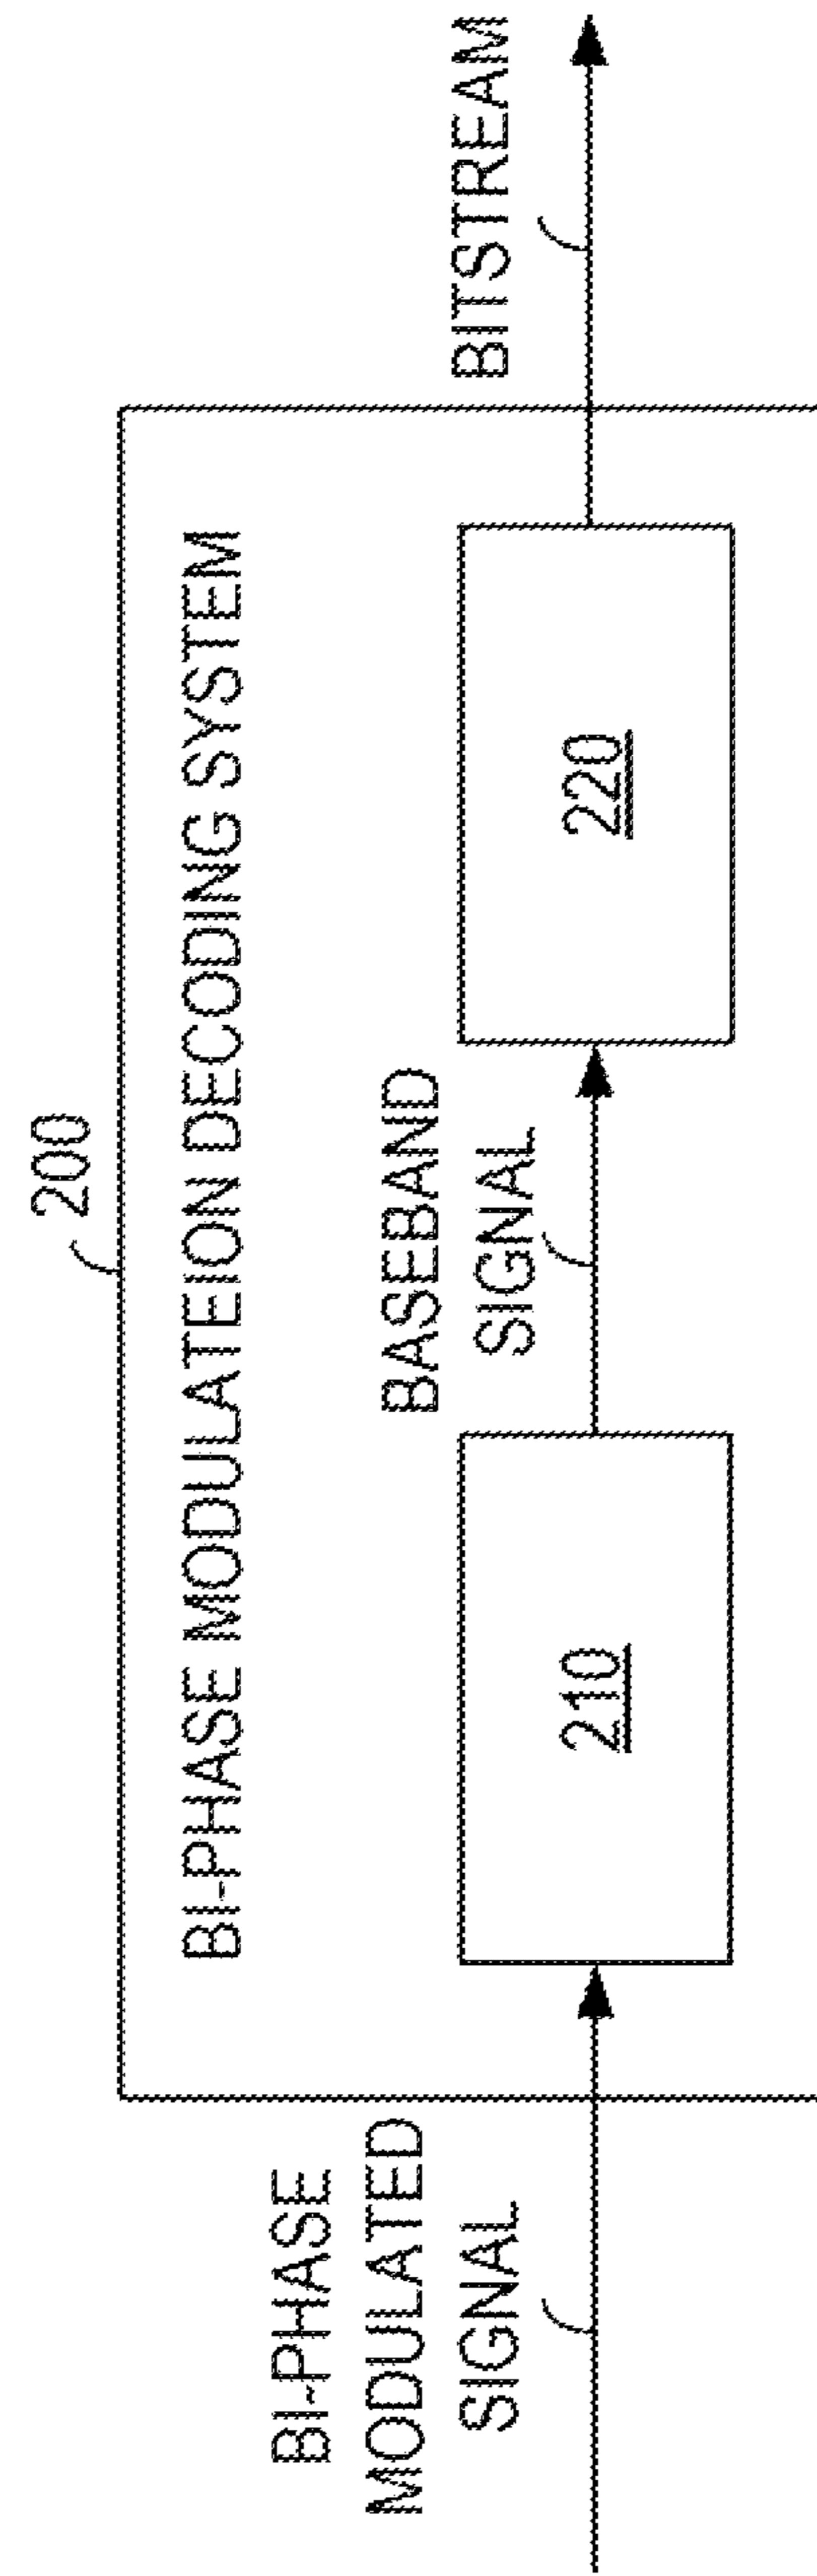 200
BI-PHASE MODULATEION DECODING SYSTEM
BI-PHASE
MODULATED
SIGNAL
210
BASEBAND
SIGNAL
220
BITSTREAM